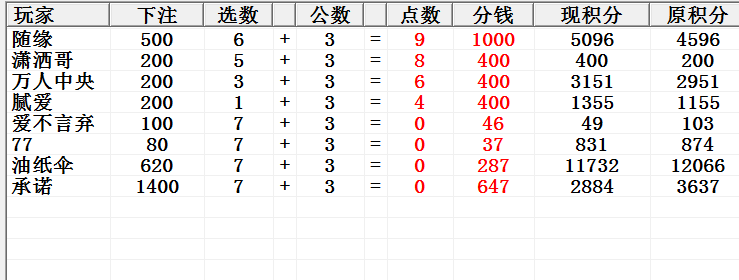 玩家 下注 选数 公数 点数 分钱 现积分 原积分
随缘 500 6 + 3 = 9 1000 5096 4596
潇洒哥 200 5 + 3 = 8 400 400 200
万人中央 200 3 + 3 = 6 400 3151 2951
腻爱 200 1 + 3 = 4 400 1355 1155
爱不言弃 100 7 + 3 = 0 46 49 103
77 80 7 + 3 = 0 37 831 874
油纸伞 620 7 + 3 = 0 287 11732 12066
承诺 1400 7 + 3 = 0 647 2884 3637